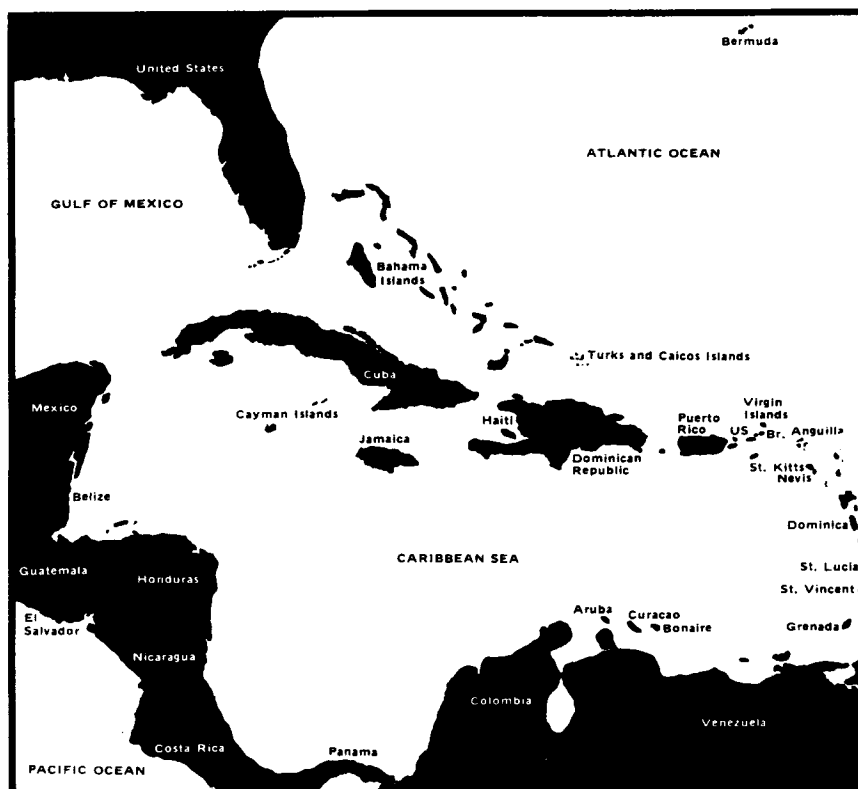 Bermuda
United States
ATLANTIC OCEAN
GULF OF MEXICO
Bahama
Islands
Turks and Caicos Islands
Cuba
Mexico
Cayman Islands
Haiti
Puerto
Rico
Virgin
Islands
US
Br.
Anguilla
Jamaica
Dominican
Republic
St. Kitts
Nevis
Belize
Dominica
CARIBBEAN SEA
St. Lucia
Guatemala
Honduras
St. Vincent
El
Salvador
Aruba
Curacao
Bonaire
Grenada
Nicaragua
Colombia
Venezuela
Costa Rica
Panama
PACIFIC OCEAN